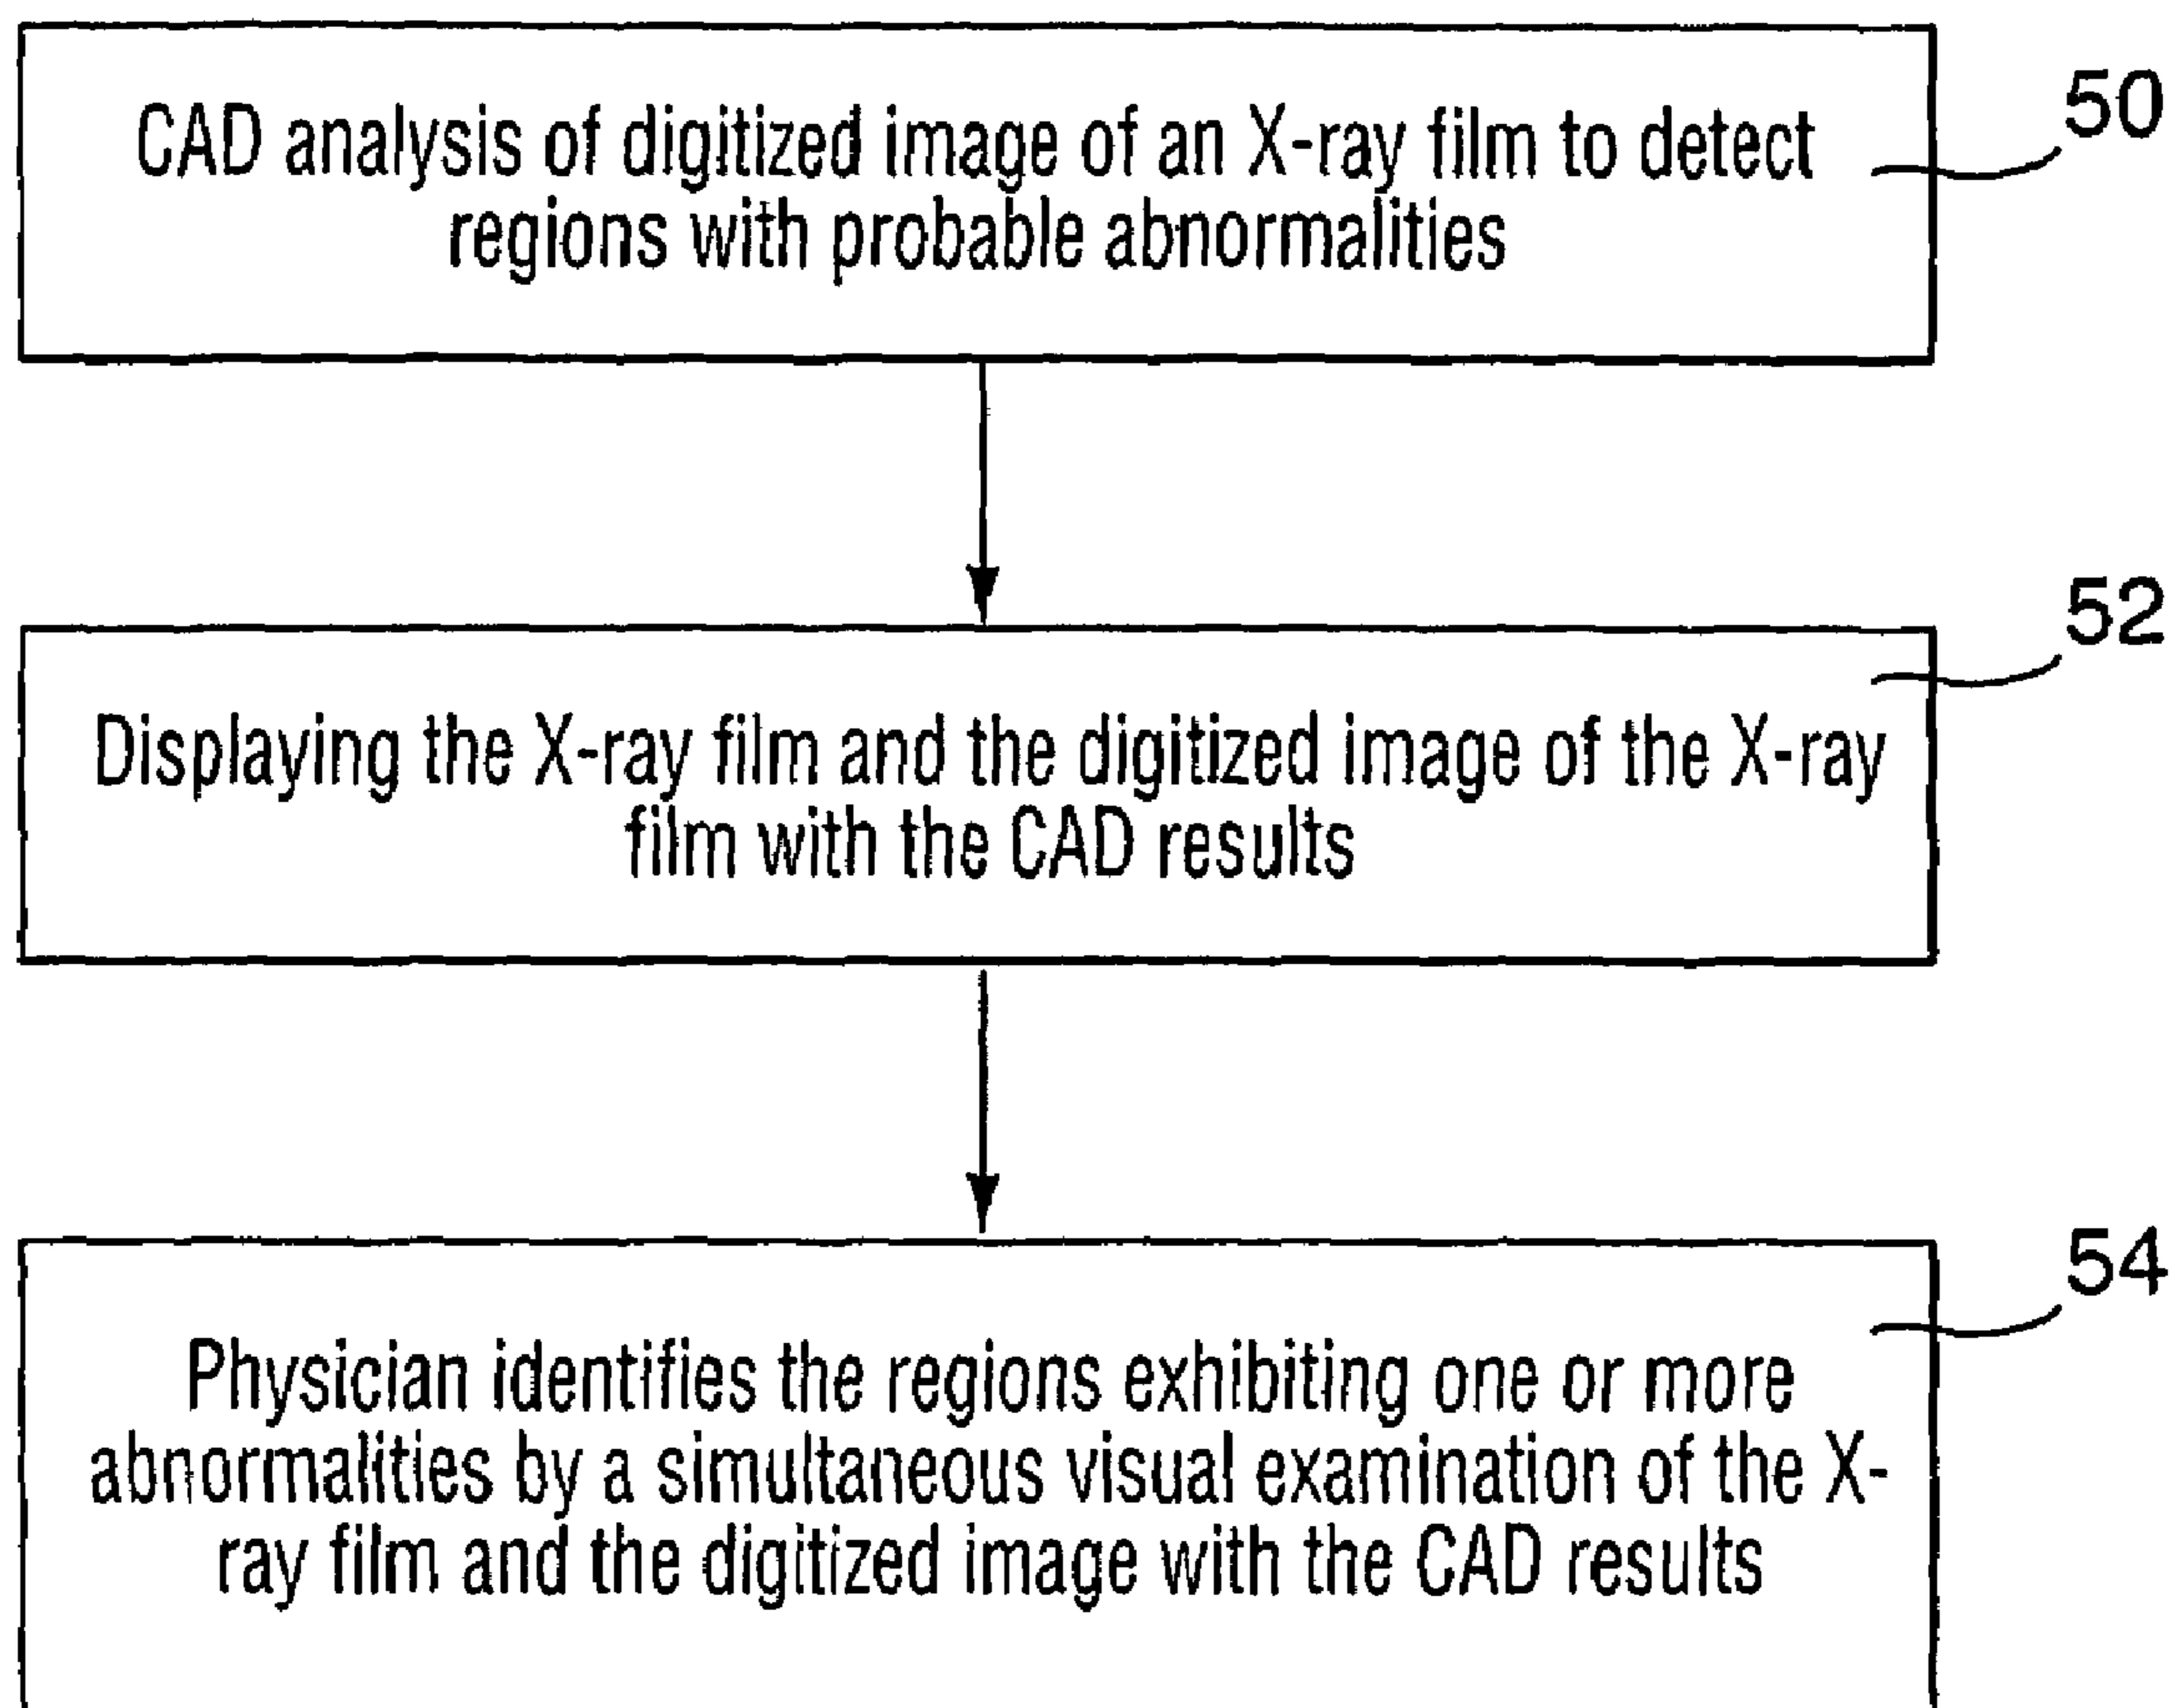 50
CAD analysis of digitized image of an X-ray film to detect
regions with probable abnormalities
52
Displaying the X-ray film and the digitized image of the X-ray
film with the CAD results
54
Physician identifies the regions exhibiting one or more
abnormalities by a simultaneous visual examination of the X-
ray film and the digitized image with the CAD results